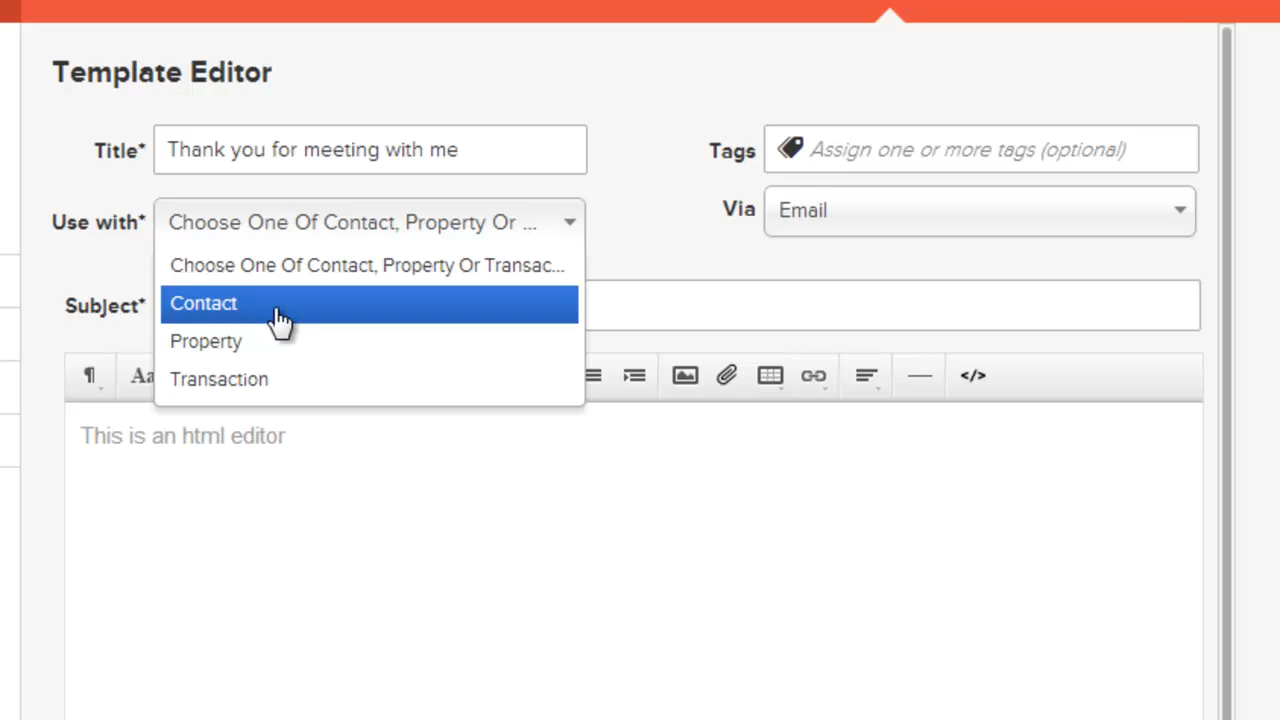 Template Editor
Title* Thank you for meeting with me
Tags Assign one or more tags (optional)
Use with* Choose One Of Contact, Property Or ...
Via Email
Choose One Of Contact, Property Or Transac...
Contact
Subject*
Property
Transaction
¶ Aa </>
This is an html editor